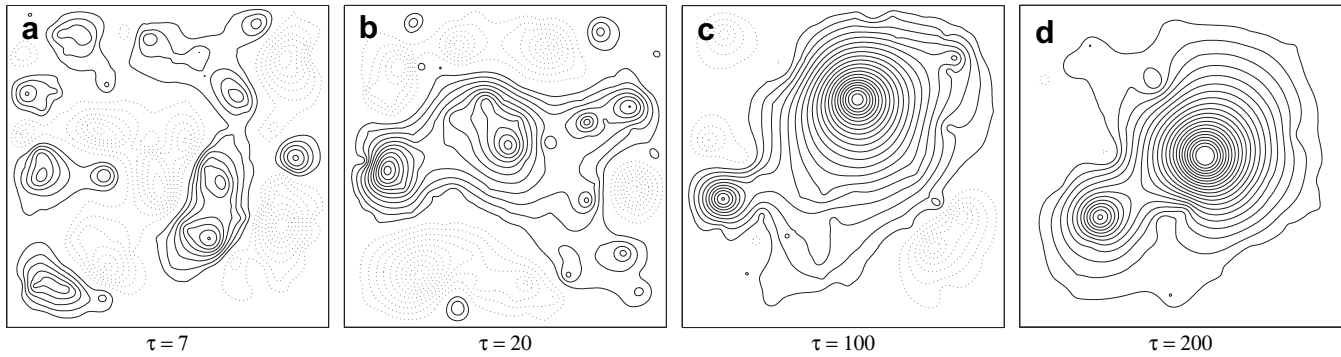 a b c d
τ = 7 τ = 20 τ = 100 τ = 200